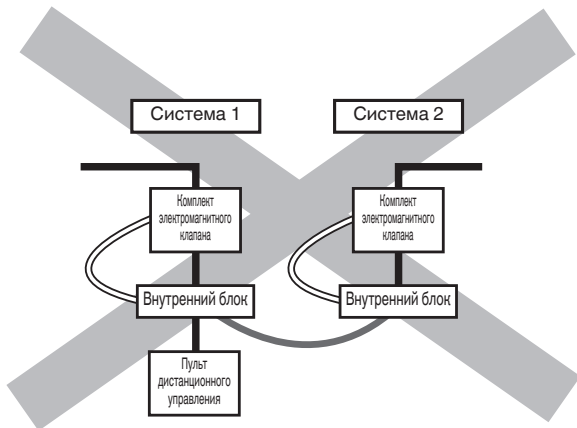 Система 1
Система 2
Комплект
электромагнитного
клапана
Комплект
электромагнитного
клапана
Внутренний блок
Внутренний блок
Пульт
дистанционного
управления